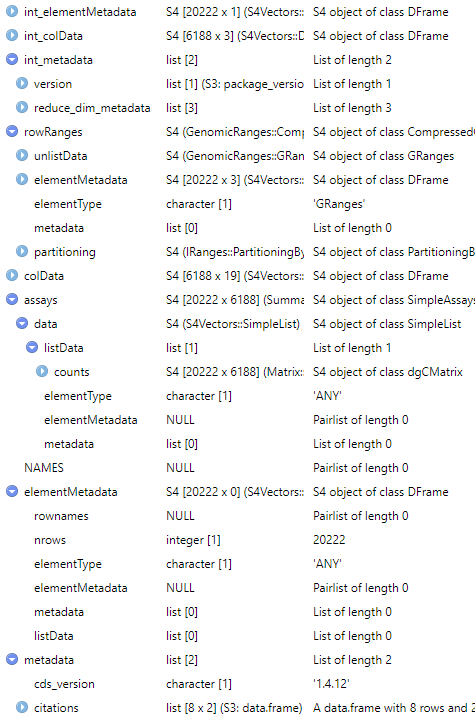 int_elementMetadata S4 [20222 x 1] (S4Vectors:: S4 object of class DFrame
int_colData S4 [6188 x 3] (S4Vectors::D S4 object of class DFrame
int_metadata list [2] List of length 2
version list [1] (S3: package_versio List of length 1
reduce_dim_metadata list [3] List of length 3
rowRanges S4 (GenomicRanges::Comp S4 object of class Compressed
unlistData S4 (GenomicRanges::GRan S4 object of class GRanges
elementMetadata S4 [20222 x 3] (S4Vectors:: S4 object of class DFrame
elementType character [1] 'GRanges'
metadata list [0] List of length 0
partitioning S4 (IRanges::PartitioningBy S4 object of class PartitioningB
colData S4 [6188 x 19] (S4Vectors:: S4 object of class DFrame
assays S4 [20222 x 6188] (Summa S4 object of class SimpleAssays
data S4 (S4Vectors::SimpleList) S4 object of class SimpleList
listData list [1] List of length 1
counts S4 [20222 x 6188] (Matrix:: S4 object of class dgCMatrix
elementType character [1] 'ANY'
elementMetadata NULL Pairlist of length 0
metadata list [0] List of length 0
NAMES NULL Pairlist of length 0
elementMetadata S4 [20222 x 0] (S4Vectors:: S4 object of class DFrame
rownames NULL Pairlist of length 0
nrows integer [1] 20222
elementType character [1] 'ANY'
elementMetadata NULL Pairlist of length 0
metadata list [0] List of length 0
listData list [0] List of length 0
metadata list [2] List of length 2
cds_version character [1] '1.4.12'
citations list [8 x 2] (S3: data.frame) A data.frame with 8 rows and 2